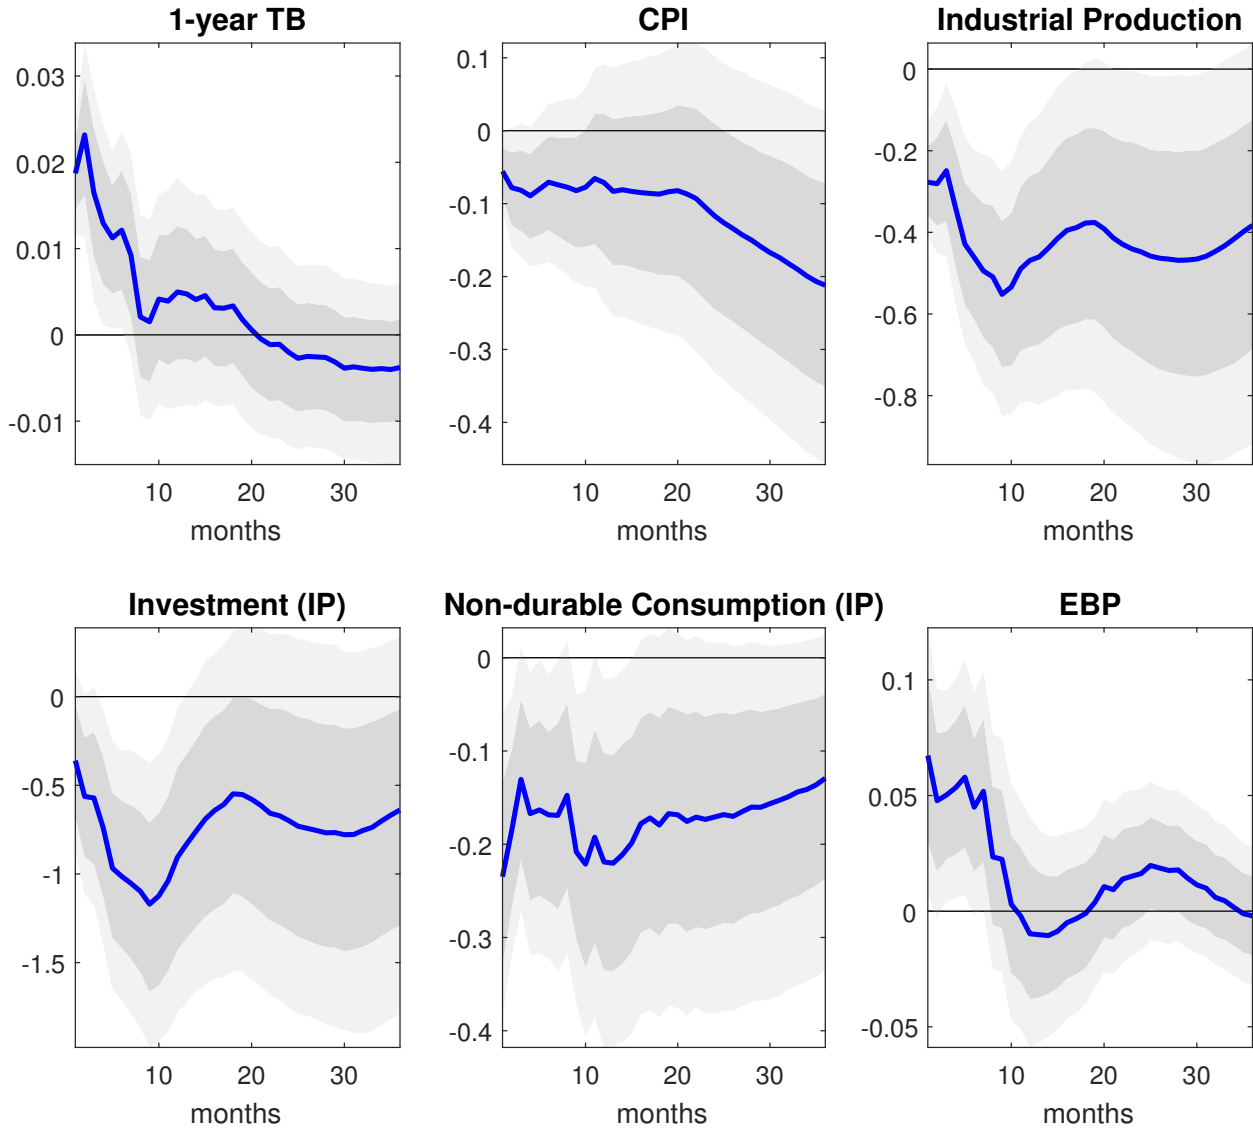 1-year TB
0.03
0.02
0.01
0
-0.01
10 20 30
months
CPI
0.1
0
-0.1
-0.2
-0.3
-0.4
10 20 30
months
Industrial Production
0
-0.2
-0.4
-0.6
-0.8
10 20 30
months
Investment (IP)
0
-0.5
-1
-1.5
10 20 30
months
Non-durable Consumption (IP)
0
-0.1
-0.2
-0.3
-0.4
10 20 30
months
EBP
0.1
0.05
0
-0.05
10 20 30
months